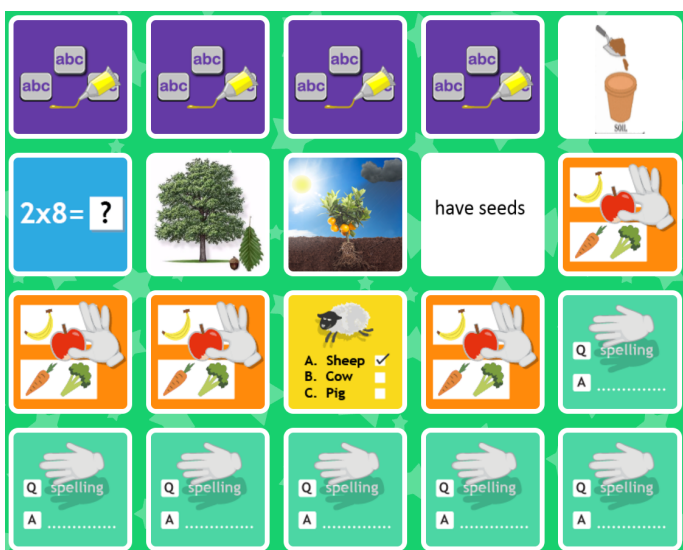 abc
abc
abc
abc
abc
abc
abc
abc
SOIL
2x8= ?
have seeds
A. Sheep
B. Cow
C. Pig
Q spelling
A ..............
Q spelling
A ..............
Q spelling
A ..............
Q spelling
A ..............
Q spelling
A ..............
Q spelling
A ..............